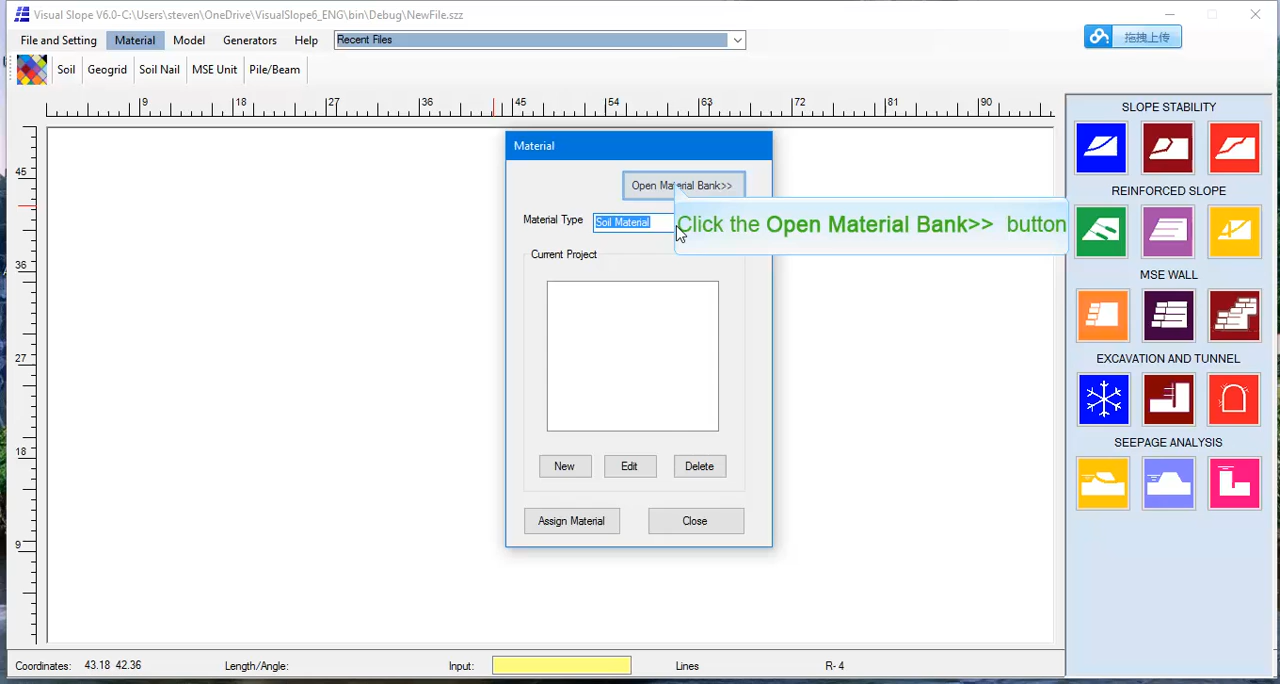 Visual Slope V6.0-C:\Users\steven\OneDrive\VisualSlope6_ENG\bin\Debug\NewFile.szz
File and Setting Material Model Generators Help Recent Files
拖拽上传
Soil Geogrid Soil Nail MSE Unit Pile/Beam
9 18 27 36 45 54 63 72 81 90
45
36
27
18
9
Material
Open Material Bank>>
Material Type Soil Material
Click the Open Material Bank>> button
Current Project
New Edit Delete
Assign Material Close
SLOPE STABILITY
REINFORCED SLOPE
MSE WALL
EXCAVATION AND TUNNEL
SEEPAGE ANALYSIS
Coordinates: 43.18 42.36 Length/Angle: Input: Lines R- 4